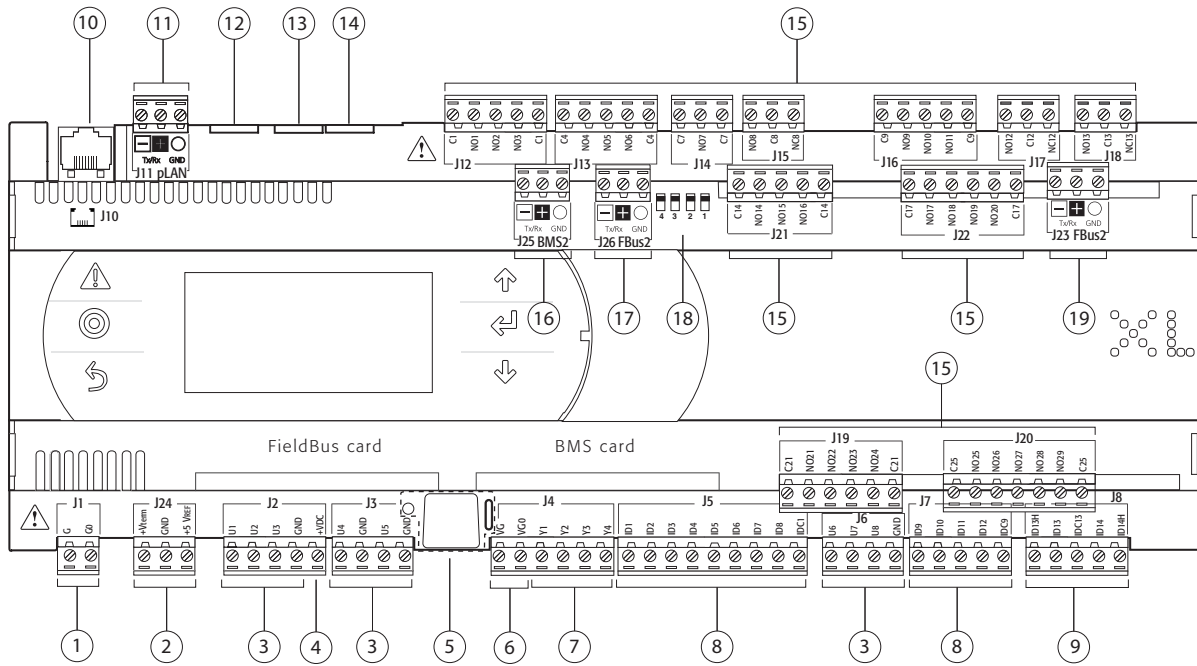 10 11 12 13 14 15
C1 NO1 NO2 NO3 C1 C4 NO4 NO5 NO6 C4 C7 NO7 C7 NO8 C8 NC8 C9 NO9 NO10 NO11 C9 NO12 C12 NC12 NO13 C13 NC13
J12 J13 J14 J15 J16 J17 J18
Tx/Rx GND
J11 pLAN
J10
4 3 2 1
C14 NO14 NO15 NO16 C14 C17 NO17 NO18 NO19 NO20 C17
Tx/Rx GND Tx/Rx GND Tx/Rx GND
J25 BMS2 J26 FBus2 J21 J22 J23 FBus2
16 17 18 15 15 19
XL
15
FieldBus card BMS card
J19 J20
C21 NO21 NO22 NO23 NO24 C21 C25 NO25 NO26 NO27 NO28 NO29 C25
J1 J24 J2 J3 J4 J5 J6 J7 J8
G G0 +Vterm GND +5 VREF U1 U2 U3 GND +VDC U4 GND U5 GND VG VG0 Y1 Y2 Y3 Y4 ID1 ID2 ID3 ID4 ID5 ID6 ID7 ID8 IDC1 U6 U7 U8 GND ID9 ID10 ID11 ID12 IDC9 ID13H ID13 IDC13 ID14 ID14H
1 2 3 4 3 5 6 7 8 3 8 9